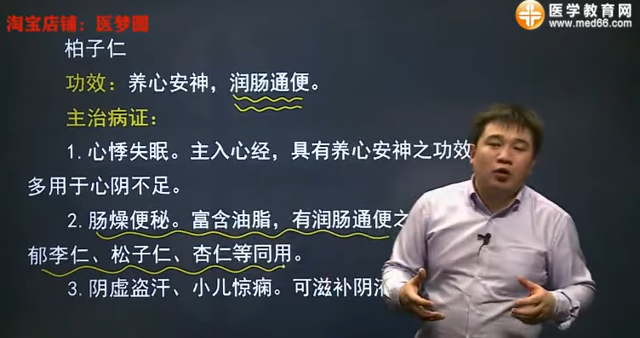 淘宝店铺：医梦圆
医学教育网
www.med66.com
柏子仁
功效：养心安神，润肠通便。
主治病证：
1.心悸失眠。主入心经，具有养心安神之功效
多用于心阴不足。
2.肠燥便秘。富含油脂，有润肠通便之
郁李仁、松子仁、杏仁等同用。
3.阴虚盗汗、小儿惊痫。可滋补阴液